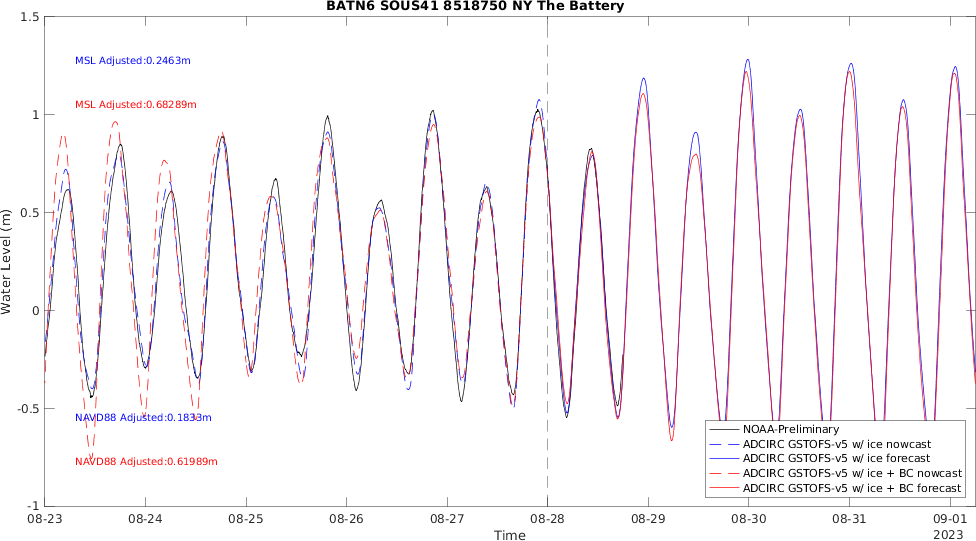 BATN6 SOUS41 8518750 NY The Battery
1.5
MSL Adjusted:0.2463m
MSL Adjusted:0.68289m
1
0.5
Water Level (m)
0
-0.5
NAVD88 Adjusted:0.1833m
NAVD88 Adjusted:0.61989m
-1
NOAA-Preliminary
ADCIRC GSTOFS-v5 w/ ice nowcast
ADCIRC GSTOFS-v5 w/ ice forecast
ADCIRC GSTOFS-v5 w/ ice + BC nowcast
ADCIRC GSTOFS-v5 w/ ice + BC forecast
08-23 08-24 08-25 08-26 08-27 08-28 08-29 08-30 08-31 09-01
Time
2023